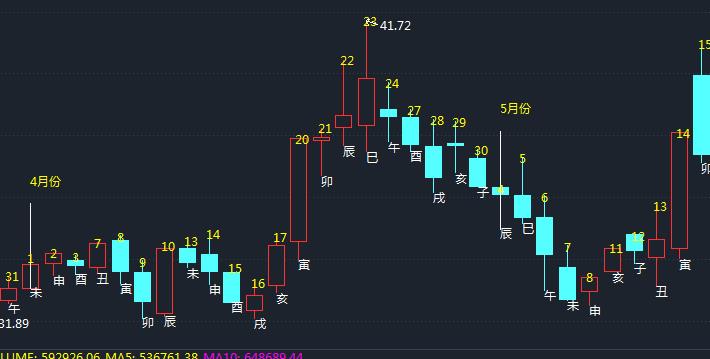 23 41.72
22
24
27
28
29
21
20
30
5月份
15
14
辰
巳
午
酉
卯
戌
亥
子
5
4
巳
辰
卯
4月份
6
13
12
14
13
17
10
8
7
2
3
1
9
7
11
8
31
15
16
寅
寅
亥
子
申
酉
丑
寅
未
申
未
午
亥
丑
午
卯
辰
戌
未
申
31.89
LUME: 592926.06 MA5: 536761.38 MA10: 648689.44